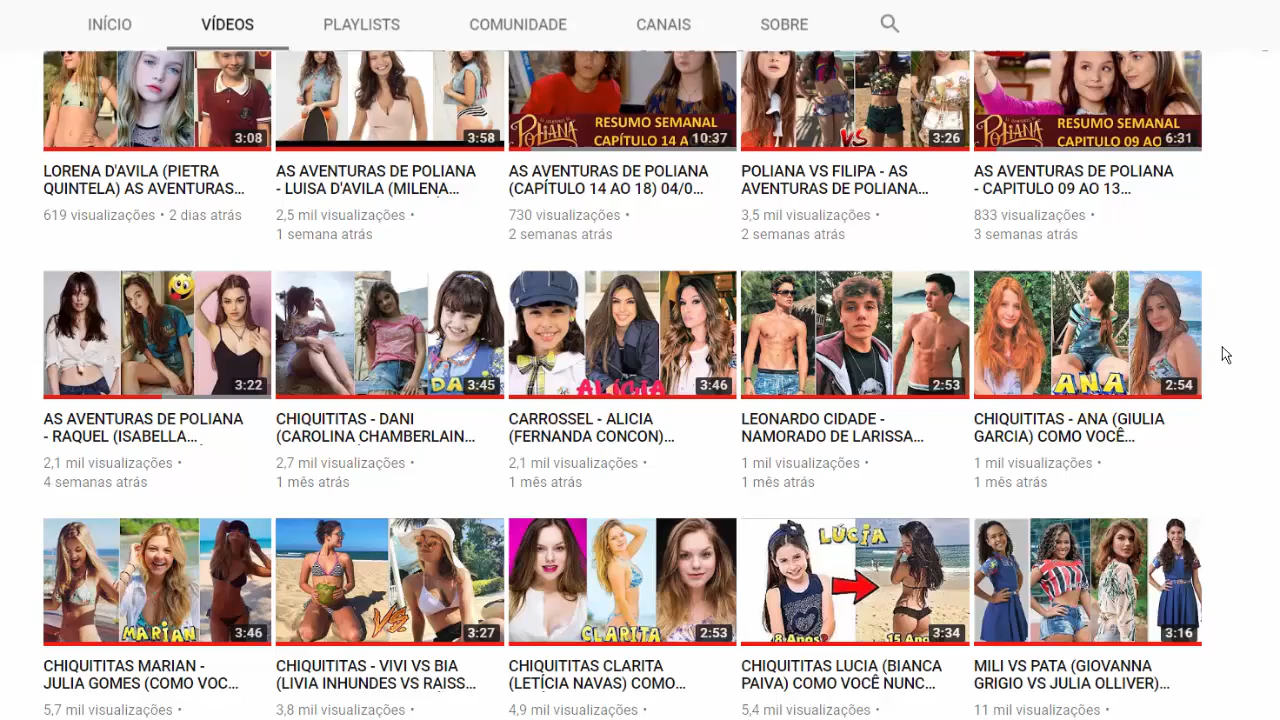 INÍCIO
VÍDEOS
PLAYLISTS
COMUNIDADE
CANAIS
SOBRE
3:08
3:58
POLIANA
RESUMO SEMANAL
CAPÍTULO 14 A
10:37
VS
3:26
POLIANA
RESUMO SEMANAL
CAPÍTULO 09 AO
6:31
LORENA D'AVILA (PIETRA
QUINTELA) AS AVENTURAS...
619 visualizações • 2 dias atrás
AS AVENTURAS DE POLIANA
- LUISA D'AVILA (MILENA...
2,5 mil visualizações •
1 semana atrás
AS AVENTURAS DE POLIANA
(CAPÍTULO 14 AO 18) 04/0...
730 visualizações •
2 semanas atrás
POLIANA VS FILIPA - AS
AVENTURAS DE POLIANA...
3,5 mil visualizações •
2 semanas atrás
AS AVENTURAS DE POLIANA
- CAPITULO 09 AO 13...
833 visualizações •
3 semanas atrás
3:22
DA
3:45
ALICIA
3:46
2:53
ANA
2:54
AS AVENTURAS DE POLIANA
- RAQUEL (ISABELLA...
2,1 mil visualizações •
4 semanas atrás
CHIQUITITAS - DANI
(CAROLINA CHAMBERLAIN...
2,7 mil visualizações •
1 mês atrás
CARROSSEL - ALICIA
(FERNANDA CONCON)...
2,1 mil visualizações •
1 mês atrás
LEONARDO CIDADE -
NAMORADO DE LARISSA...
1 mil visualizações •
1 mês atrás
CHIQUITITAS - ANA (GIULIA
GARCIA) COMO VOCÊ...
1 mil visualizações •
1 mês atrás
MARIAN
3:46
VS.
3:27
CLARITA
2:53
LÚCIA
8 Anos
15 Ano
3:34
3:16
CHIQUITITAS MARIAN -
JULIA GOMES (COMO VOC...
5,7 mil visualizações •
CHIQUITITAS - VIVI VS BIA
(LIVIA INHUNDES VS RAISS...
3,8 mil visualizações •
CHIQUITITAS CLARITA
(LETÍCIA NAVAS) COMO...
4,9 mil visualizações •
CHIQUITITAS LUCIA (BIANCA
PAIVA) COMO VOCÊ NUNC...
5,4 mil visualizações •
MILI VS PATA (GIOVANNA
GRIGIO VS JULIA OLLIVER)...
11 mil visualizações •